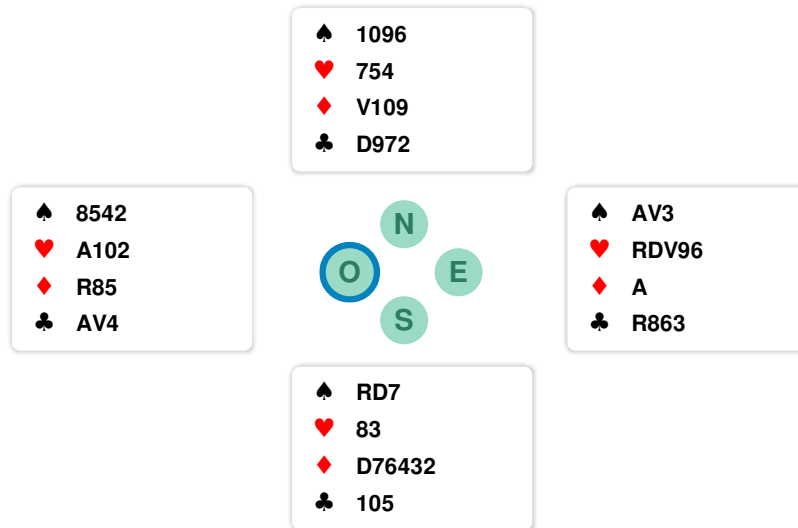 ♠ 1096
♥ 754
♦ V109
♣ D972
♠ 8542
♥ A102
♦ R85
♣ AV4
N
O E
S
♠ AV3
♥ RDV96
♦ A
♣ R863
♠ RD7
♥ 83
♦ D76432
♣ 105